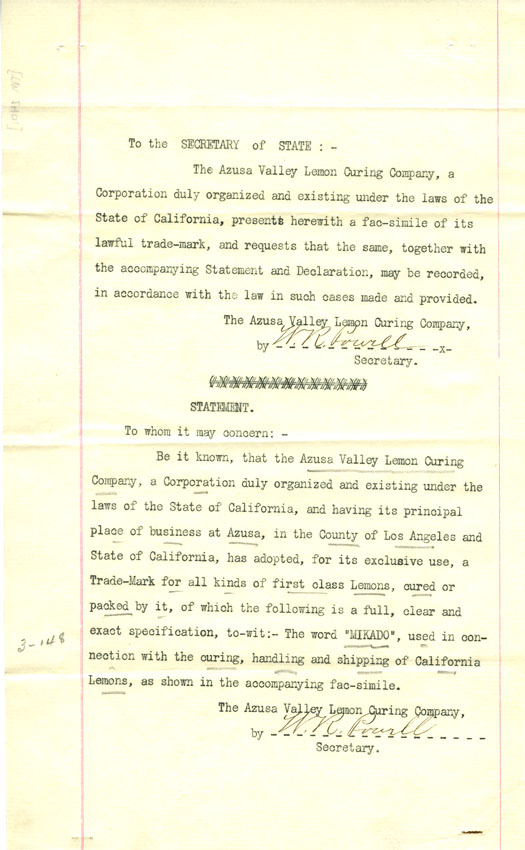 To the SECRETARY of STATE : -
The Azusa Valley Lemon Curing Company, a
Corporation duly organized and existing under the laws of the
State of California, presents herewith a fac-simile of its
lawful trade-mark, and requests that the same, together with
the accompanying Statement and Declaration, may be recorded,
in accordance with the law in such cases made and provided.
The Azusa Valley Lemon Curing Company,
by - W. R. Powell - -x-
Secretary.
STATEMENT.
To whom it may concern: -
Be it known, that the Azusa Valley Lemon Curing
Company, a Corporation duly organized and existing under the
laws of the State of California, and having its principal
place of business at Azusa, in the County of Los Angeles and
State of California, has adopted, for its exclusive use, a
Trade-Mark for all kinds of first class Lemons, cured or
packed by it, of which the following is a full, clear and
exact specification, to-wit:- The word "MIKADO", used in con-
3-148
nection with the curing, handling and shipping of California
Lemons, as shown in the accompanying fac-simile.
The Azusa Valley Lemon Curing Company,
by - W. R. Powell - - - -
Secretary.